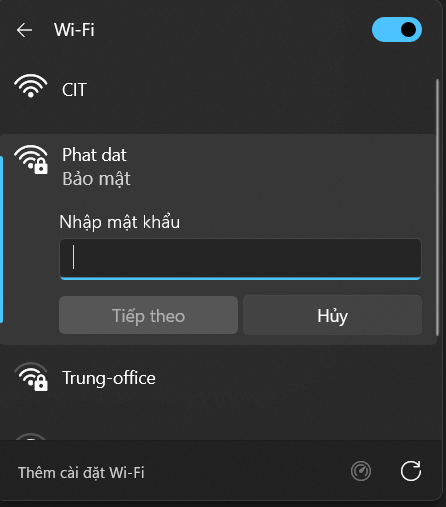 Wi-Fi
CIT
Phat dat
Bảo mật
Nhập mật khẩu
Tiếp theo
Hủy
Trung-office
Thêm cài đặt Wi-Fi